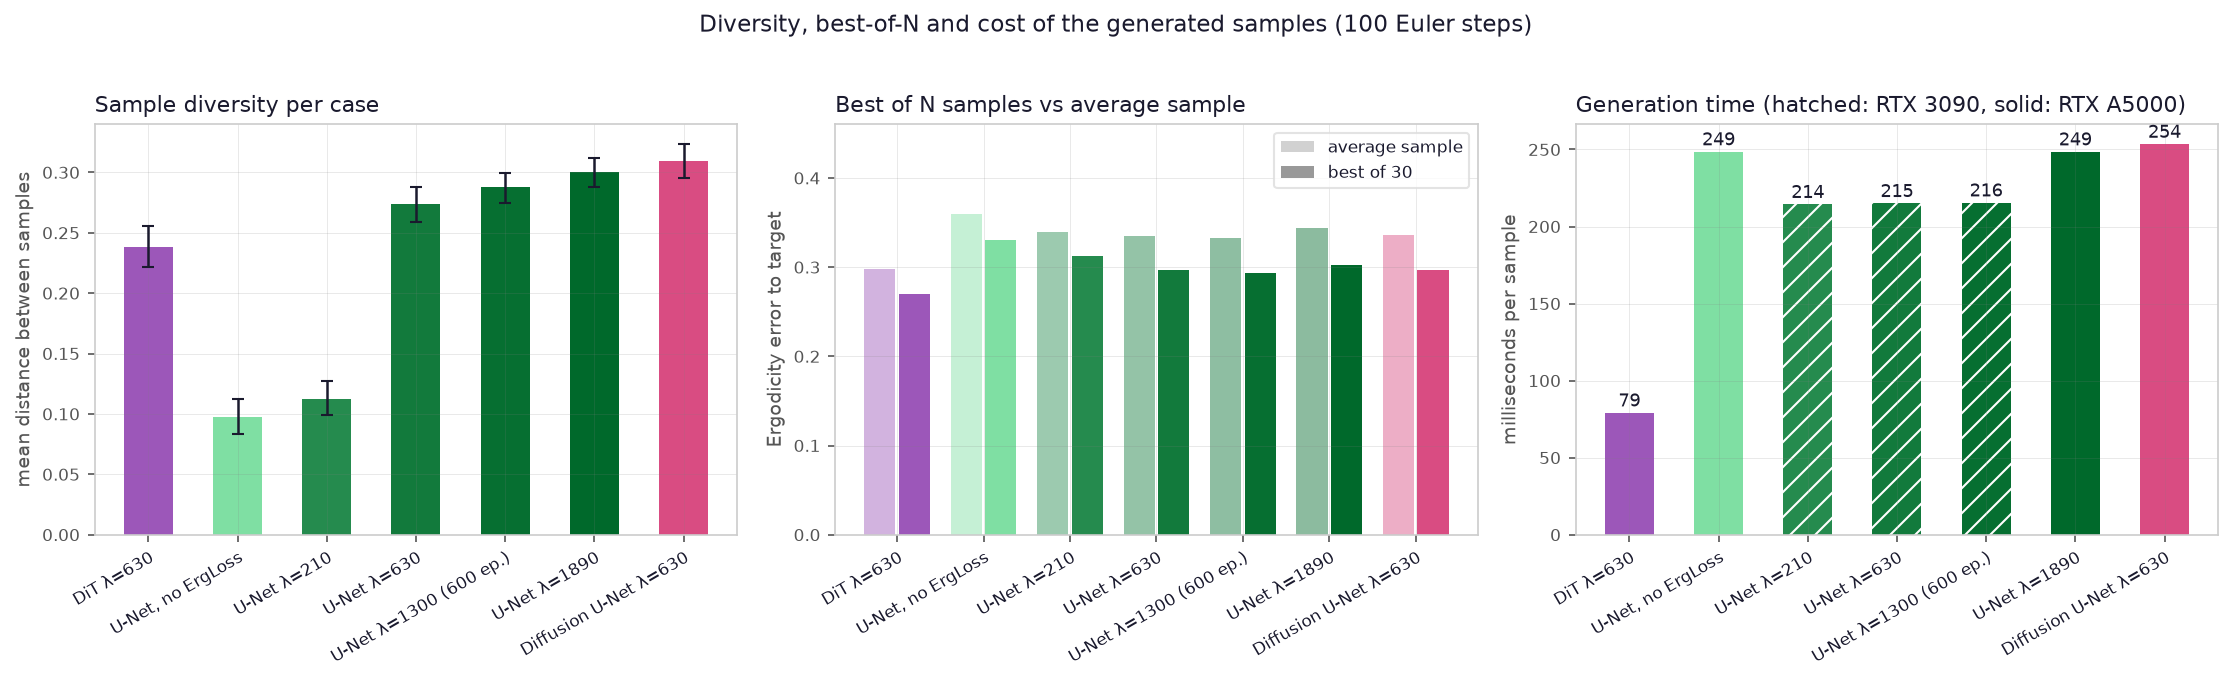 Diversity, best-of-N and cost of the generated samples (100 Euler steps)
Sample diversity per case
mean distance between samples
0.30
0.25
0.20
0.15
0.10
0.05
0.00
DiT λ=630
U-Net, no ErgLoss
U-Net λ=210
U-Net λ=630
U-Net λ=1300 (600 ep.)
U-Net λ=1890
Diffusion U-Net λ=630
Best of N samples vs average sample
average sample
best of 30
Ergodicity error to target
0.4
0.3
0.2
0.1
0.0
DiT λ=630
U-Net, no ErgLoss
U-Net λ=210
U-Net λ=630
U-Net λ=1300 (600 ep.)
U-Net λ=1890
Diffusion U-Net λ=630
Generation time (hatched: RTX 3090, solid: RTX A5000)
milliseconds per sample
250
200
150
100
50
0
79
249
214
215
216
249
254
DiT λ=630
U-Net, no ErgLoss
U-Net λ=210
U-Net λ=630
U-Net λ=1300 (600 ep.)
U-Net λ=1890
Diffusion U-Net λ=630